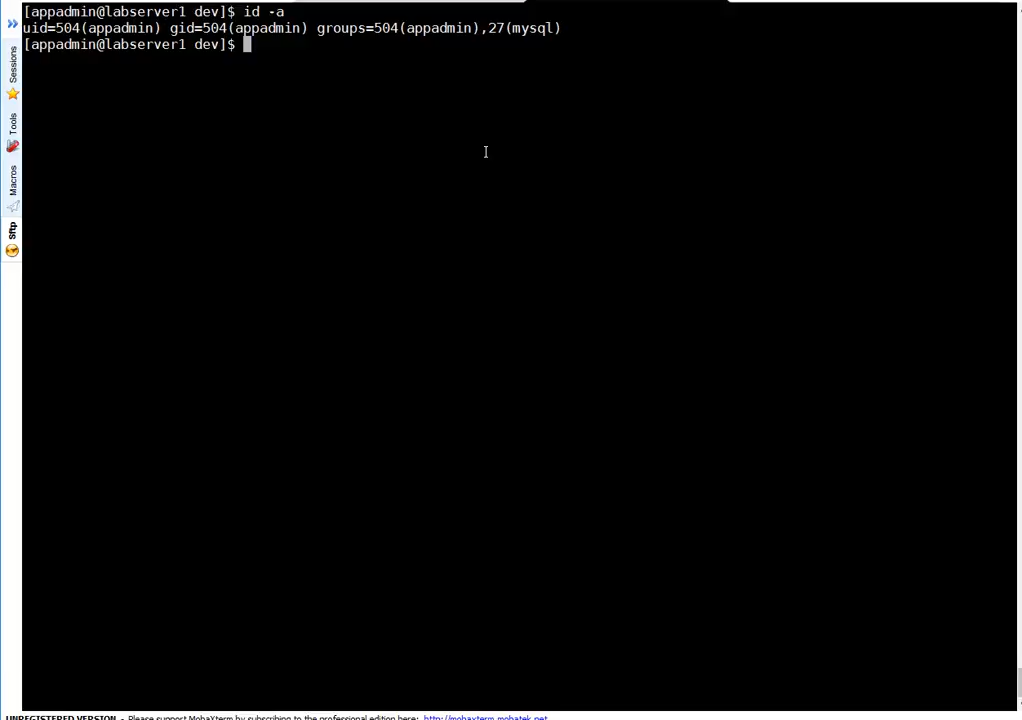 [appadmin@labserver1 dev]$ id -a
uid=504(appadmin) gid=504(appadmin) groups=504(appadmin),27(mysql)
[appadmin@labserver1 dev]$
Sessions
Tools
Macros
Sftp
UNREGISTERED VERSION - Please support MobaXterm by subscribing to the professional edition here: http://mobaxterm.mobatek.net